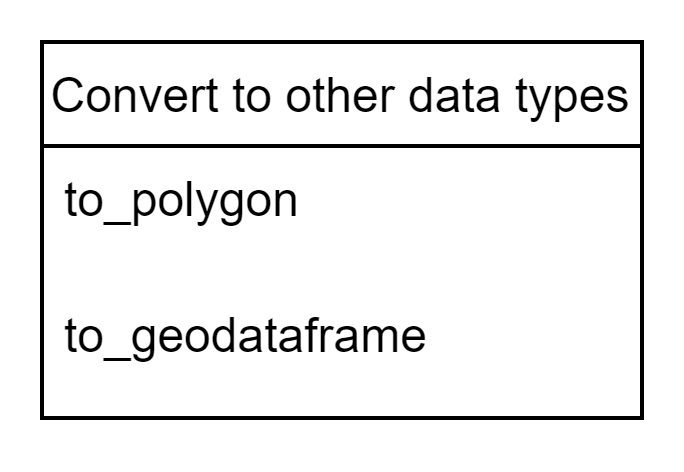 Convert to other data types
to_polygon
to_geodataframe